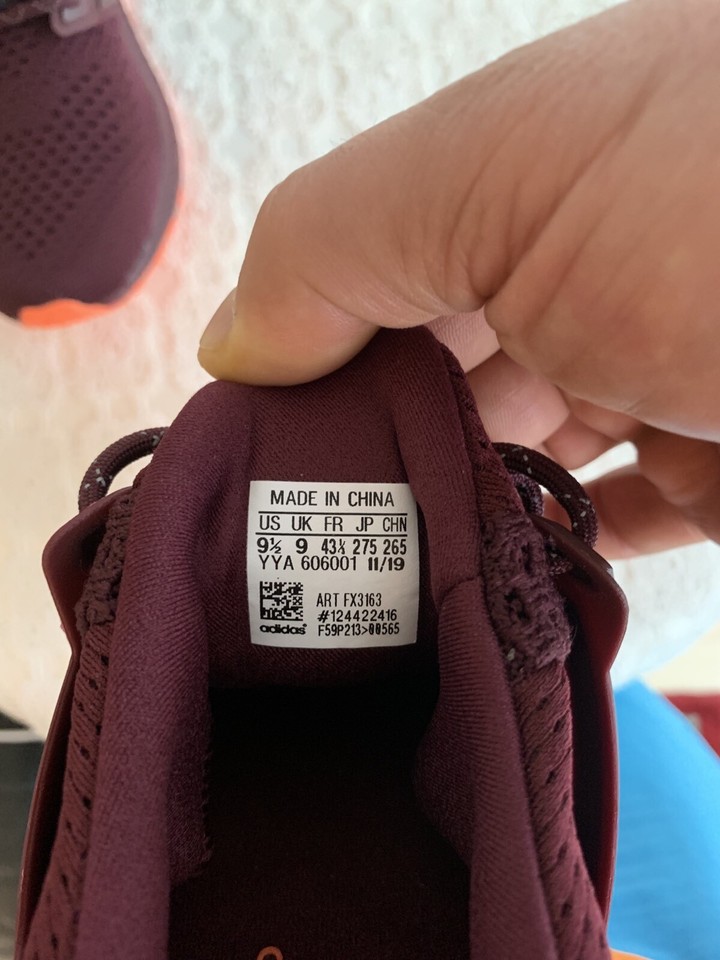 MADE IN CHINA
US UK FR JP CHN
9½ 9 43⅓ 275 265
YYA 606001 11/19
ART FX3163
#124422416
adidas F59P213>00565